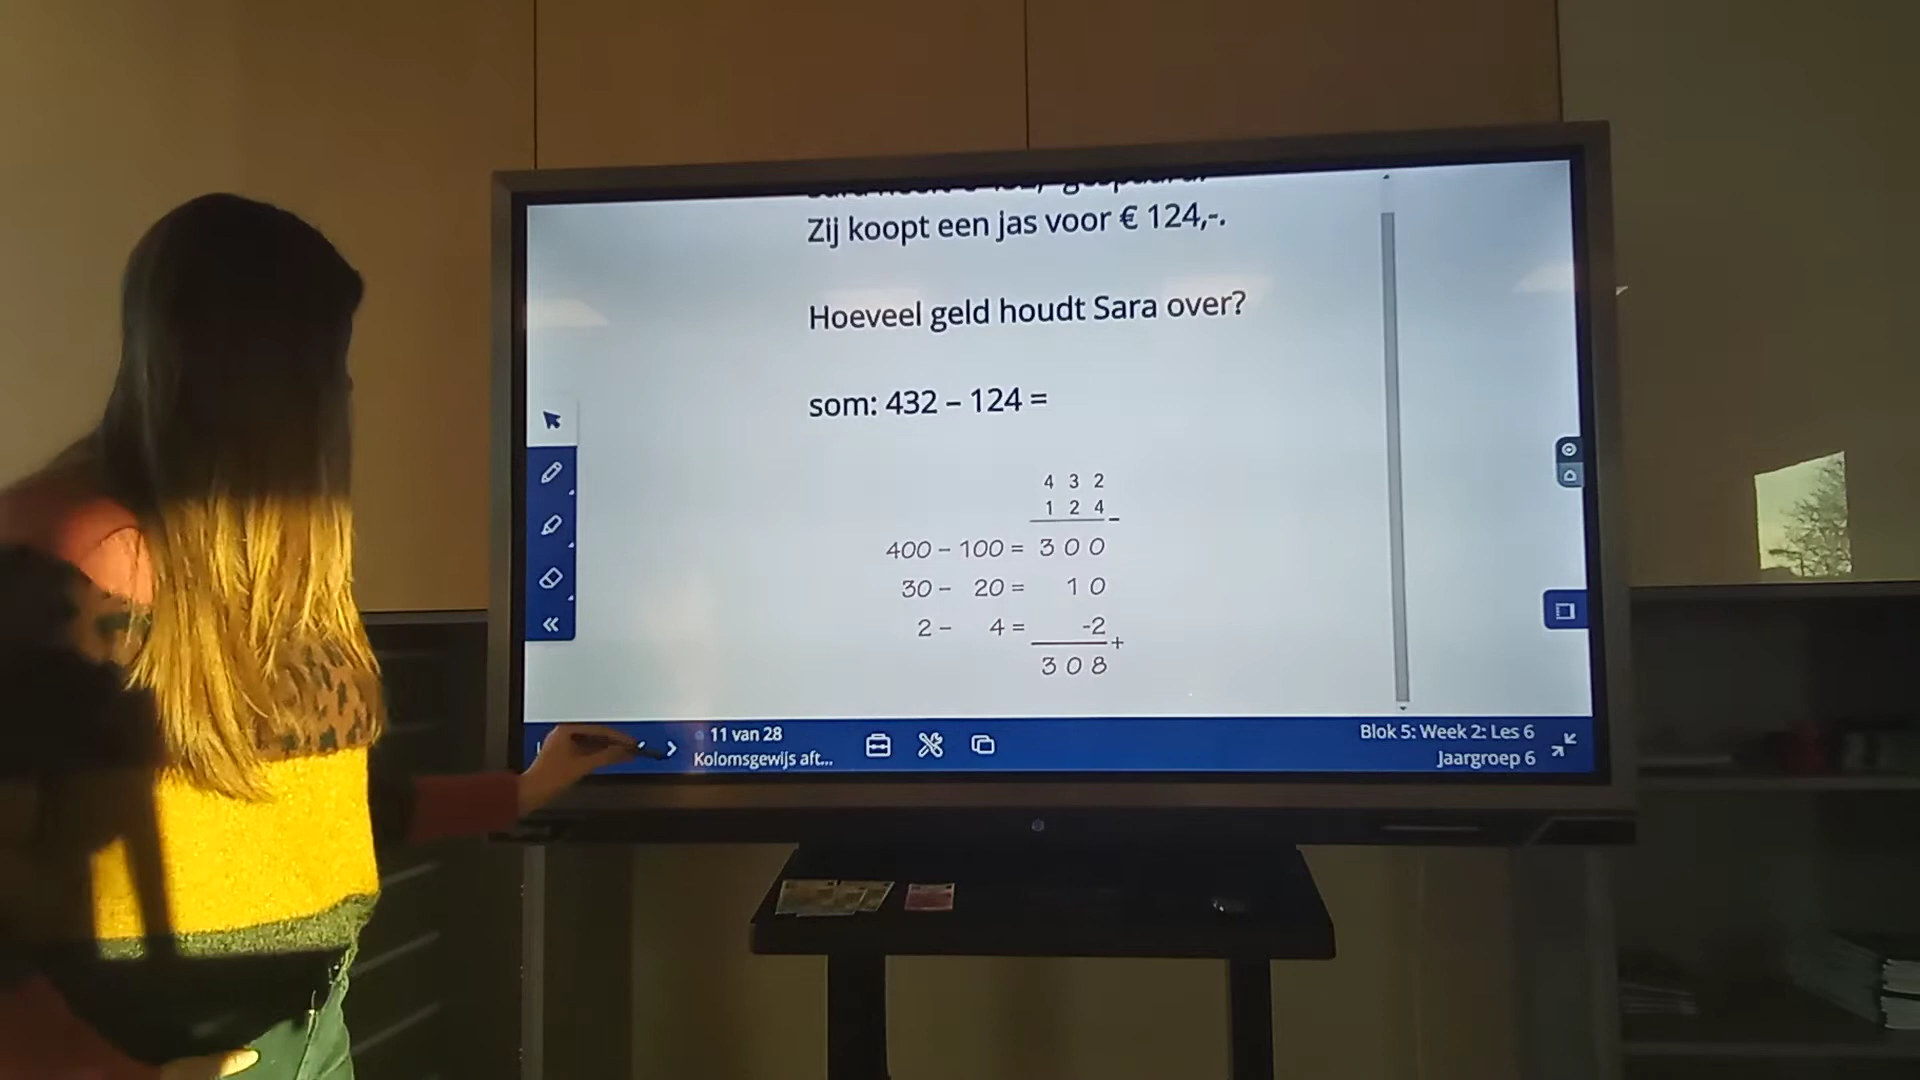 Zij koopt een jas voor € 124,-.
Hoeveel geld houdt Sara over?
som: 432 – 124 =
4 3 2
1 2 4 –
400 – 100 = 3 0 0
30 – 20 = 1 0
2 – 4 = -2 +
3 0 8
11 van 28
Kolomsgewijs aft...
Blok 5: Week 2: Les 6
Jaargroep 6